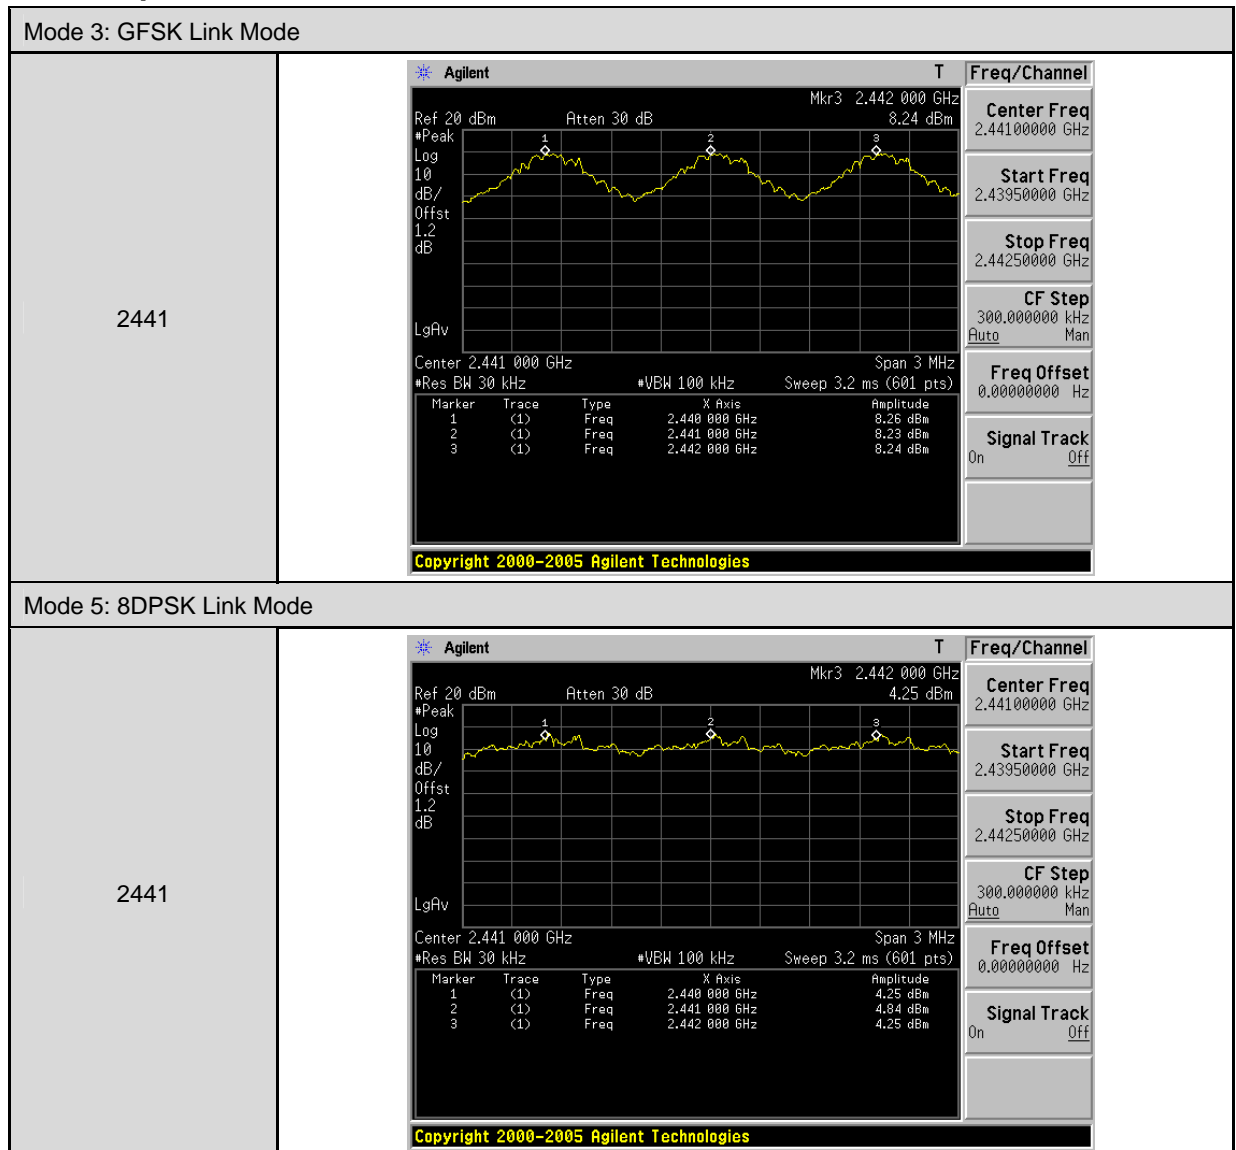 Mode 3: GFSK Link Mode
2441
Agilent T Freq/Channel
Mkr3 2.442 000 GHz
Ref 20 dBm Atten 30 dB 8.24 dBm
#Peak
Log
10
dB/
Offst
1.2
dB
LgAv
1 2 3
Center 2.441 000 GHz Span 3 MHz
#Res BW 30 kHz #VBW 100 kHz Sweep 3.2 ms (601 pts)
Marker Trace Type X Axis Amplitude
1 (1) Freq 2.440 000 GHz 8.26 dBm
2 (1) Freq 2.441 000 GHz 8.23 dBm
3 (1) Freq 2.442 000 GHz 8.24 dBm
Center Freq
2.44100000 GHz
Start Freq
2.43950000 GHz
Stop Freq
2.44250000 GHz
CF Step
300.000000 kHz
Auto Man
Freq Offset
0.00000000 Hz
Signal Track
On Off
Copyright 2000-2005 Agilent Technologies
Mode 5: 8DPSK Link Mode
2441
Agilent T Freq/Channel
Mkr3 2.442 000 GHz
Ref 20 dBm Atten 30 dB 4.25 dBm
#Peak
Log
10
dB/
Offst
1.2
dB
LgAv
1 2 3
Center 2.441 000 GHz Span 3 MHz
#Res BW 30 kHz #VBW 100 kHz Sweep 3.2 ms (601 pts)
Marker Trace Type X Axis Amplitude
1 (1) Freq 2.440 000 GHz 4.25 dBm
2 (1) Freq 2.441 000 GHz 4.84 dBm
3 (1) Freq 2.442 000 GHz 4.25 dBm
Center Freq
2.44100000 GHz
Start Freq
2.43950000 GHz
Stop Freq
2.44250000 GHz
CF Step
300.000000 kHz
Auto Man
Freq Offset
0.00000000 Hz
Signal Track
On Off
Copyright 2000-2005 Agilent Technologies